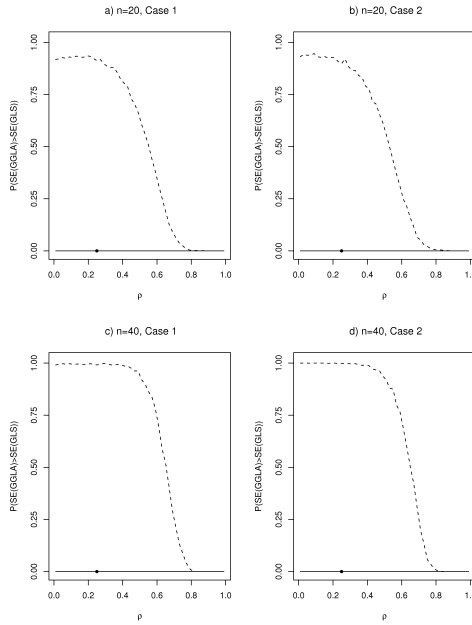 a) n=20, Case 1
P(SE(GGLA)>SE(GLS))
1.00
0.75
0.50
0.25
0.00
0.0 0.2 0.4 0.6 0.8 1.0
ρ
b) n=20, Case 2
P(SE(GGLA)>SE(GLS))
1.00
0.75
0.50
0.25
0.00
0.0 0.2 0.4 0.6 0.8 1.0
ρ
c) n=40, Case 1
P(SE(GGLA)>SE(GLS))
1.00
0.75
0.50
0.25
0.00
0.0 0.2 0.4 0.6 0.8 1.0
ρ
d) n=40, Case 2
P(SE(GGLA)>SE(GLS))
1.00
0.75
0.50
0.25
0.00
0.0 0.2 0.4 0.6 0.8 1.0
ρ